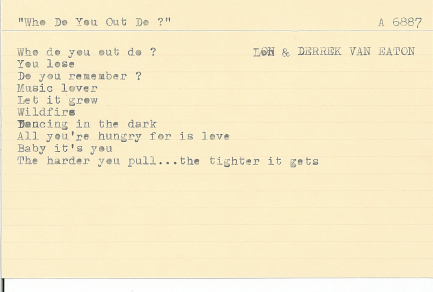 "Who Do You Out Do ?" A 6887
Who do you out do ? LON & DERREK VAN EATON
You lose
Do you remember ?
Music lover
Let it grow
Wildfire
Dancing in the dark
All you're hungry for is love
Baby it's you
The harder you pull...the tighter it gets